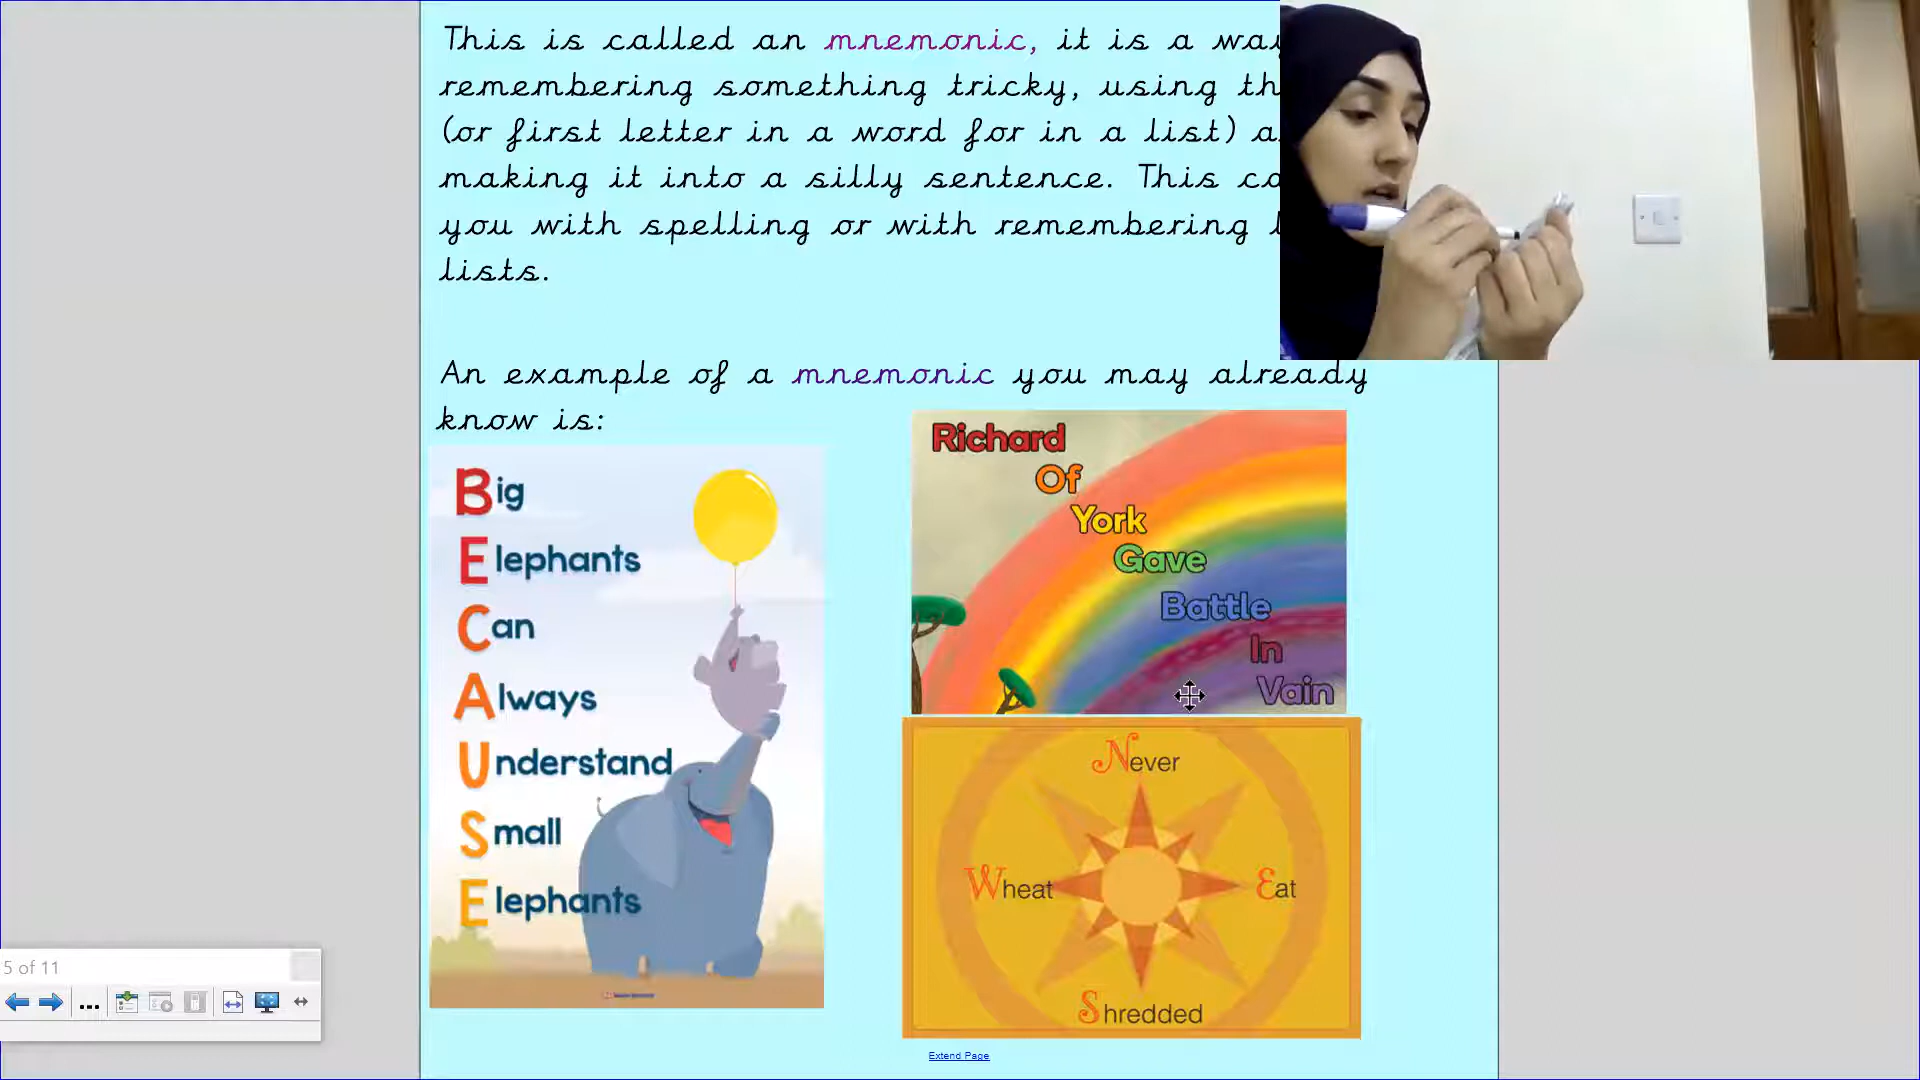 This is called an mnemonic, it is a way
remembering something tricky, using th
(or first letter in a word for in a list) a
making it into a silly sentence. This ca
you with spelling or with remembering
lists.
An example of a mnemonic you may already
know is:
Big
Elephants
Can
Always
Understand
Small
Elephants
Richard
Of
York
Gave
Battle
In
Vain
Never
Wheat Eat
Shredded
5 of 11
Extend Page